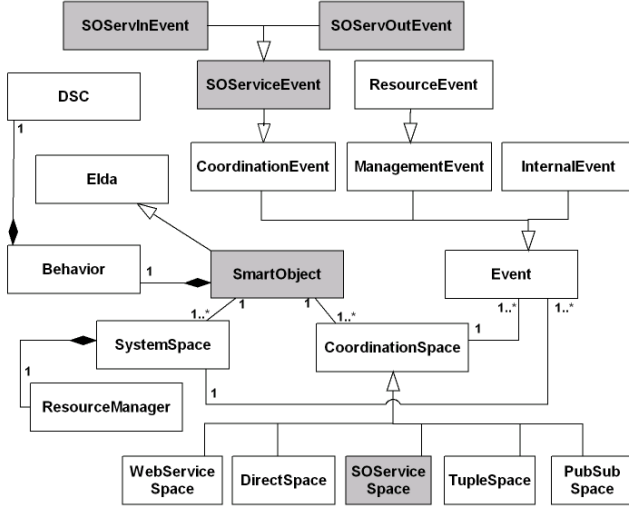 SOServInEvent
SOServOutEvent
DSC
SOServiceEvent
ResourceEvent
1
CoordinationEvent
ManagementEvent
InternalEvent
Elda
Behavior
1
SmartObject
Event
1..*
1
1
1..*
1..*
1..*
SystemSpace
CoordinationSpace
1
1
1
ResourceManager
WebService
Space
DirectSpace
SOService
Space
TupleSpace
PubSub
Space